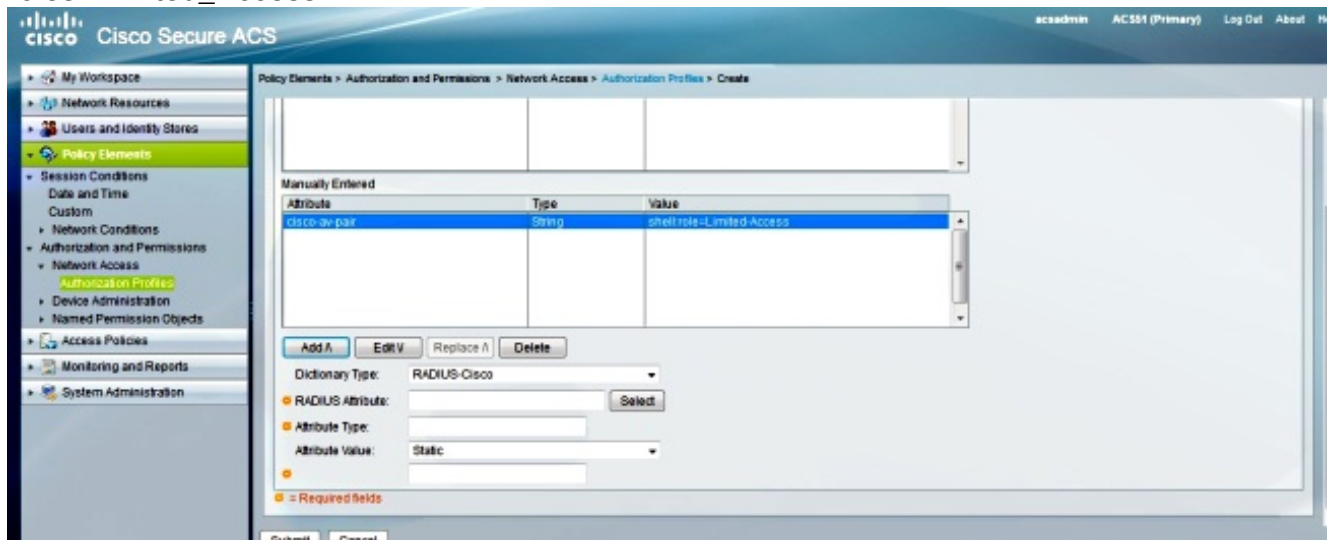 CISCO Cisco Secure ACS
acsadmin ACS51 (Primary) Log Out About
My Workspace
Network Resources
Users and Identity Stores
Policy Elements
Session Conditions
Date and Time
Custom
Network Conditions
Authorization and Permissions
Network Access
Authorization Profiles
Device Administration
Named Permission Objects
Access Policies
Monitoring and Reports
System Administration
Policy Elements > Authorization and Permissions > Network Access > Authorization Profiles > Create
Manually Entered
Attribute Type Value
cisco-av-pair String shell:role=Limited-Access
Add Λ Edit V Replace Λ Delete
Dictionary Type: RADIUS-Cisco
RADIUS Attribute: Select
Attribute Type:
Attribute Value: Static
= Required fields
Submit Cancel